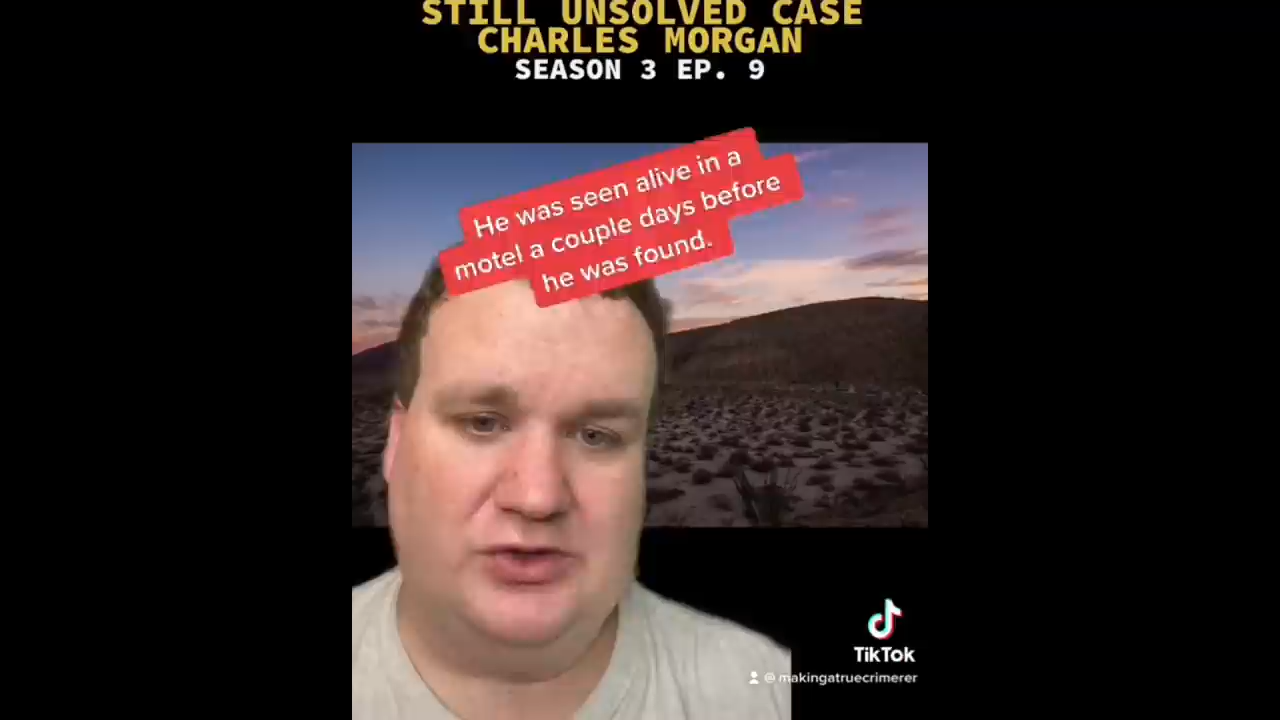 STILL UNSOLVED CASE
CHARLES MORGAN
SEASON 3 EP. 9
He was seen alive in a
motel a couple days before
he was found.
TikTok
@makingatruecrimerer